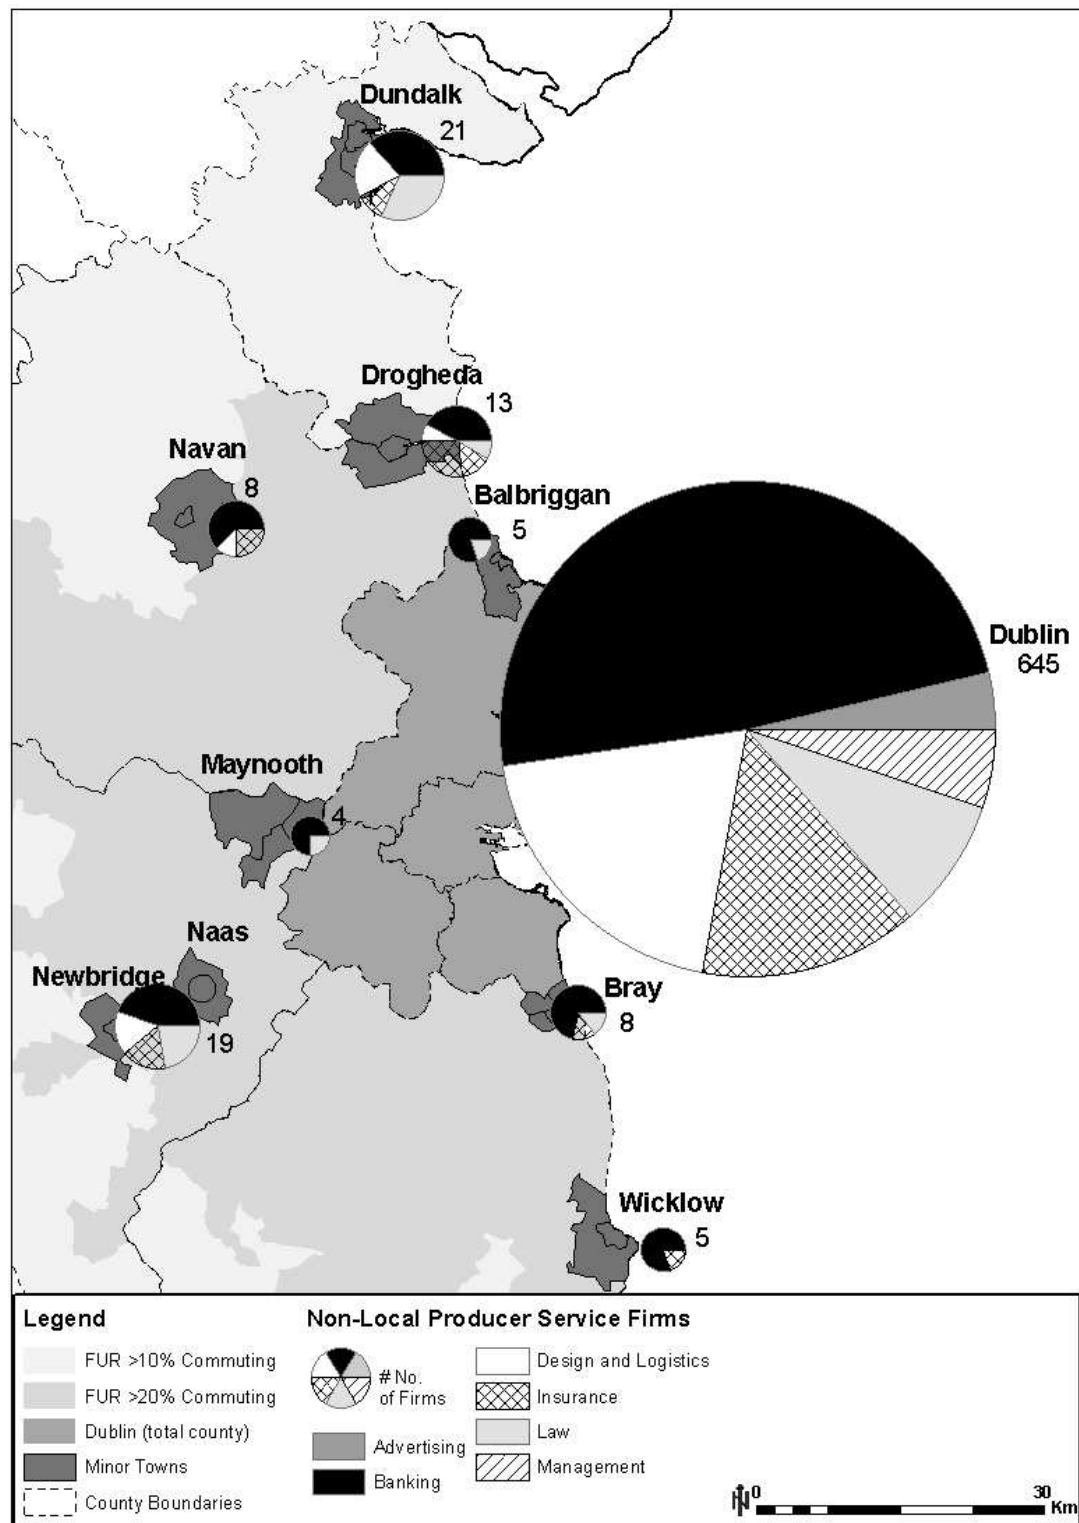 Dundalk
21
Drogheda
13
Navan
8
Balbriggan
5
Dublin
645
Maynooth
4
Naas
Newbridge
19
Bray
8
Wicklow
5
Legend
FUR >10% Commuting
FUR >20% Commuting
Dublin (total county)
Minor Towns
County Boundaries
Non-Local Producer Service Firms
# No.
of Firms
Advertising
Banking
Design and Logistics
Insurance
Law
Management
N
0 30
Km